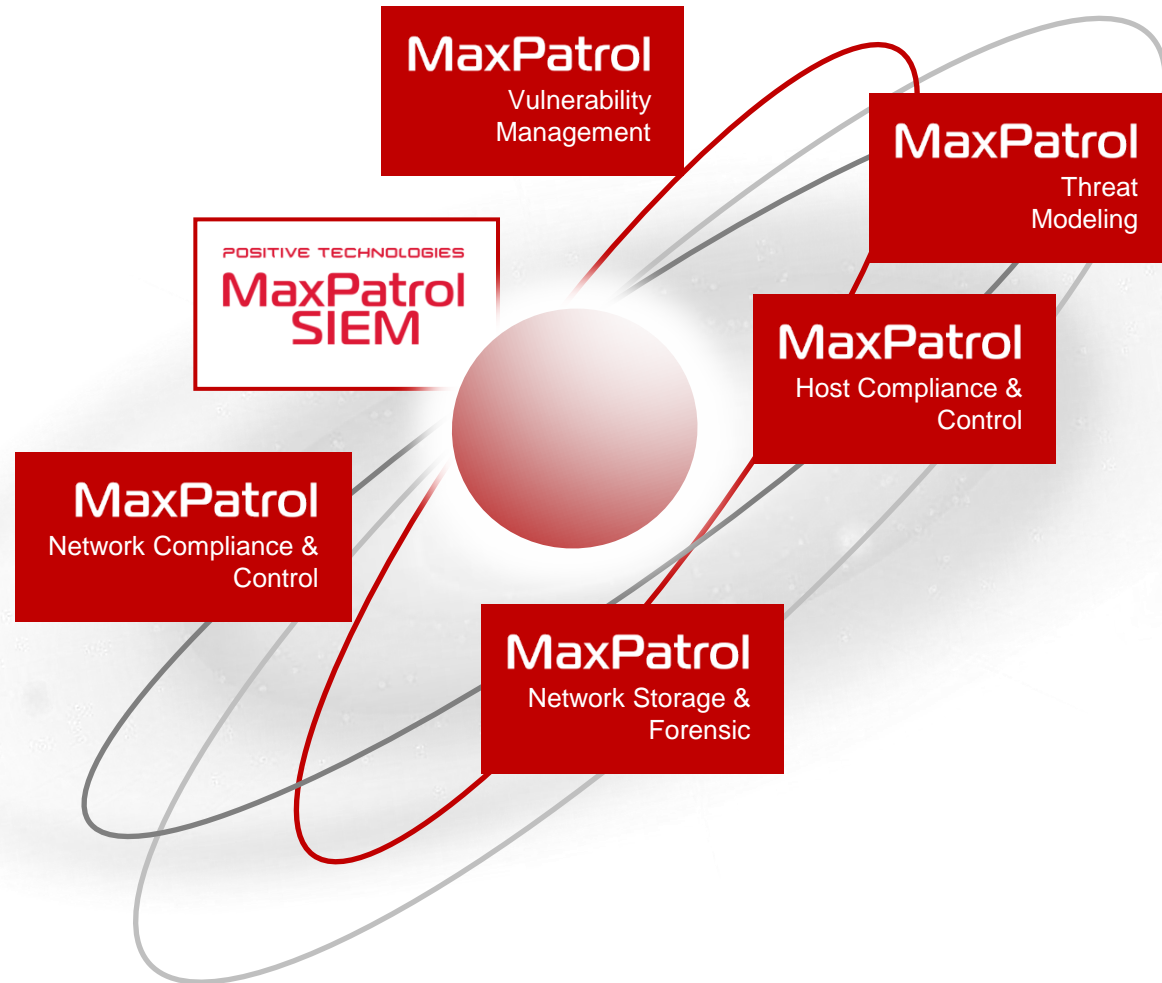 MaxPatrol
Vulnerability
Management
MaxPatrol
Threat
Modeling
POSITIVE TECHNOLOGIES
MaxPatrol
SIEM
MaxPatrol
Host Compliance &
Control
MaxPatrol
Network Compliance &
Control
MaxPatrol
Network Storage &
Forensic